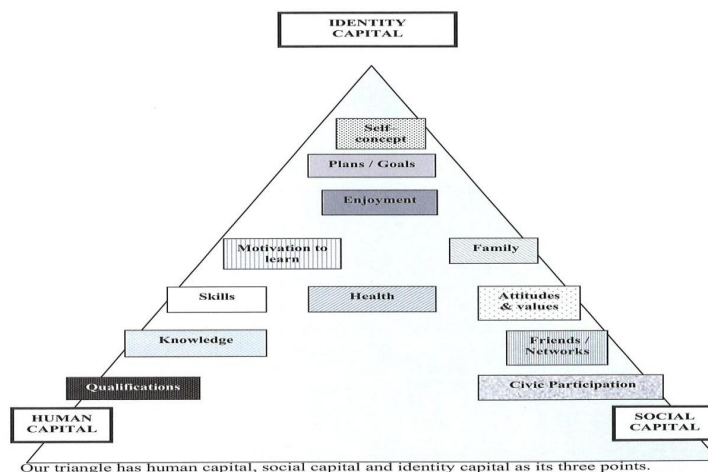 IDENTITY
CAPITAL
Self-
concept
Plans / Goals
Enjoyment
Motivation to
learn
Family
Skills
Health
Attitudes
& values
Knowledge
Friends /
Networks
Qualifications
Civic Participation
HUMAN
CAPITAL
SOCIAL
CAPITAL
Our triangle has human capital, social capital and identity capital as its three points.